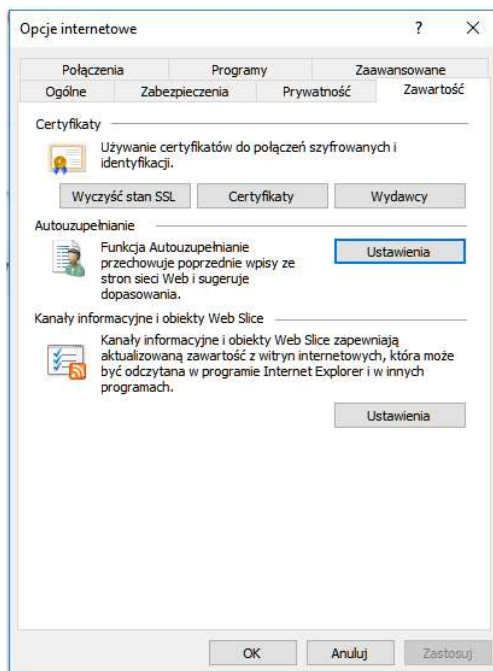 Opcje internetowe
?
Połączenia Programy Zaawansowane
Ogólne Zabezpieczenia Prywatność Zawartość
Certyfikaty
Używanie certyfikatów do połączeń szyfrowanych i
identyfikacji.
Wyczyść stan SSL Certyfikaty Wydawcy
Autouzupełnianie
Funkcja Autouzupełnianie
przechowuje poprzednie wpisy ze
stron sieci Web i sugeruje
dopasowania.
Ustawienia
Kanały informacyjne i obiekty Web Slice
Kanały informacyjne i obiekty Web Slice zapewniają
aktualizowaną zawartość z witryn internetowych, która może
być odczytana w programie Internet Explorer i w innych
programach.
Ustawienia
OK Anuluj Zastosuj